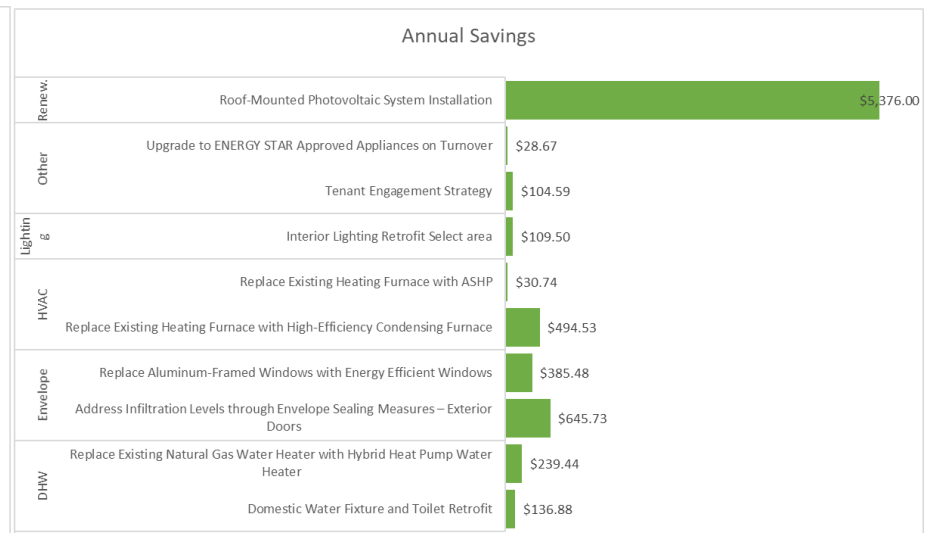 Annual Savings
Renew.
Roof-Mounted Photovoltaic System Installation
$5,376.00
Other
Upgrade to ENERGY STAR Approved Appliances on Turnover
$28.67
Tenant Engagement Strategy
$104.59
Lightin
g
Interior Lighting Retrofit Select area
$109.50
HVAC
Replace Existing Heating Furnace with ASHP
$30.74
Replace Existing Heating Furnace with High-Efficiency Condensing Furnace
$494.53
Envelope
Replace Aluminum-Framed Windows with Energy Efficient Windows
$385.48
Address Infiltration Levels through Envelope Sealing Measures – Exterior
Doors
$645.73
DHW
Replace Existing Natural Gas Water Heater with Hybrid Heat Pump Water
Heater
$239.44
Domestic Water Fixture and Toilet Retrofit
$136.88